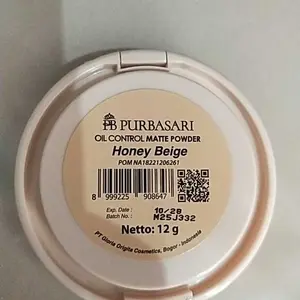 PB PURBASARI
OIL CONTROL MATTE POWDER
Honey Beige
POM NA18221206261
8 999225 908647
Exp. Date : 10/28
Batch No. : M25J332
Netto: 12 g
PT Gloria Origita Cosmetics, Bogor - Indonesia